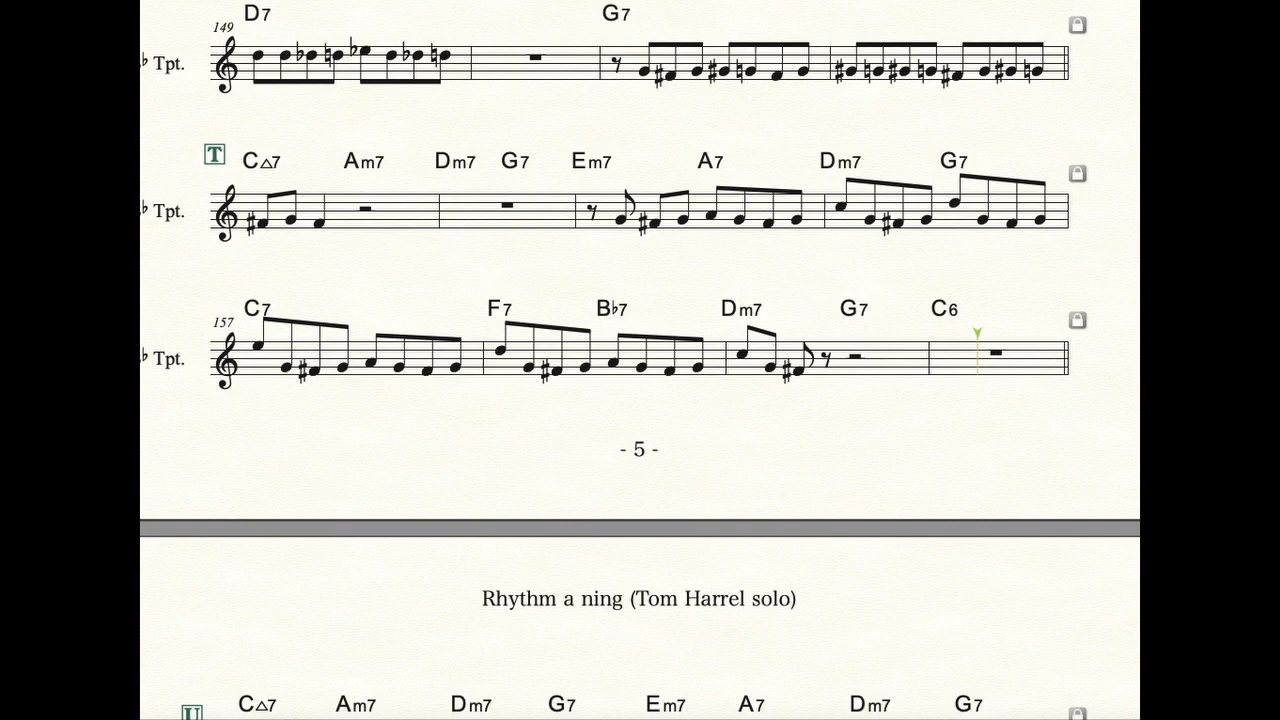 D7 G7
149
♭ Tpt.
T C△7 Am7 Dm7 G7 Em7 A7 Dm7 G7
♭ Tpt.
C7 F7 B♭7 Dm7 G7 C6
157
♭ Tpt.
- 5 -
Rhythm a ning (Tom Harrel solo)
U C△7 Am7 Dm7 G7 Em7 A7 Dm7 G7